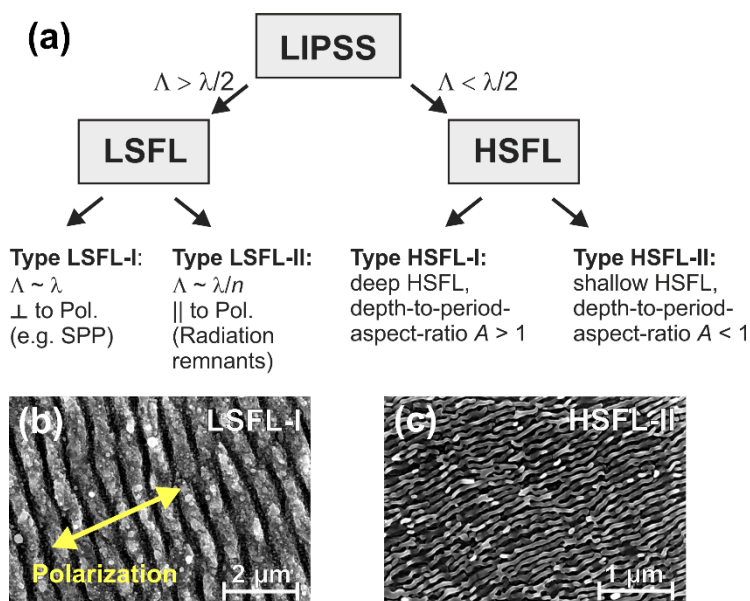 (a)
LIPSS
Λ > λ/2
Λ < λ/2
LSFL
HSFL
Type LSFL-I:
Λ ~ λ
⊥ to Pol.
(e.g. SPP)
Type LSFL-II:
Λ ~ λ/n
|| to Pol.
(Radiation
remnants)
Type HSFL-I:
deep HSFL,
depth-to-period-
aspect-ratio A > 1
Type HSFL-II:
shallow HSFL,
depth-to-period-
aspect-ratio A < 1
(b)
LSFL-I
Polarization
2 µm
(c)
HSFL-II
1 µm